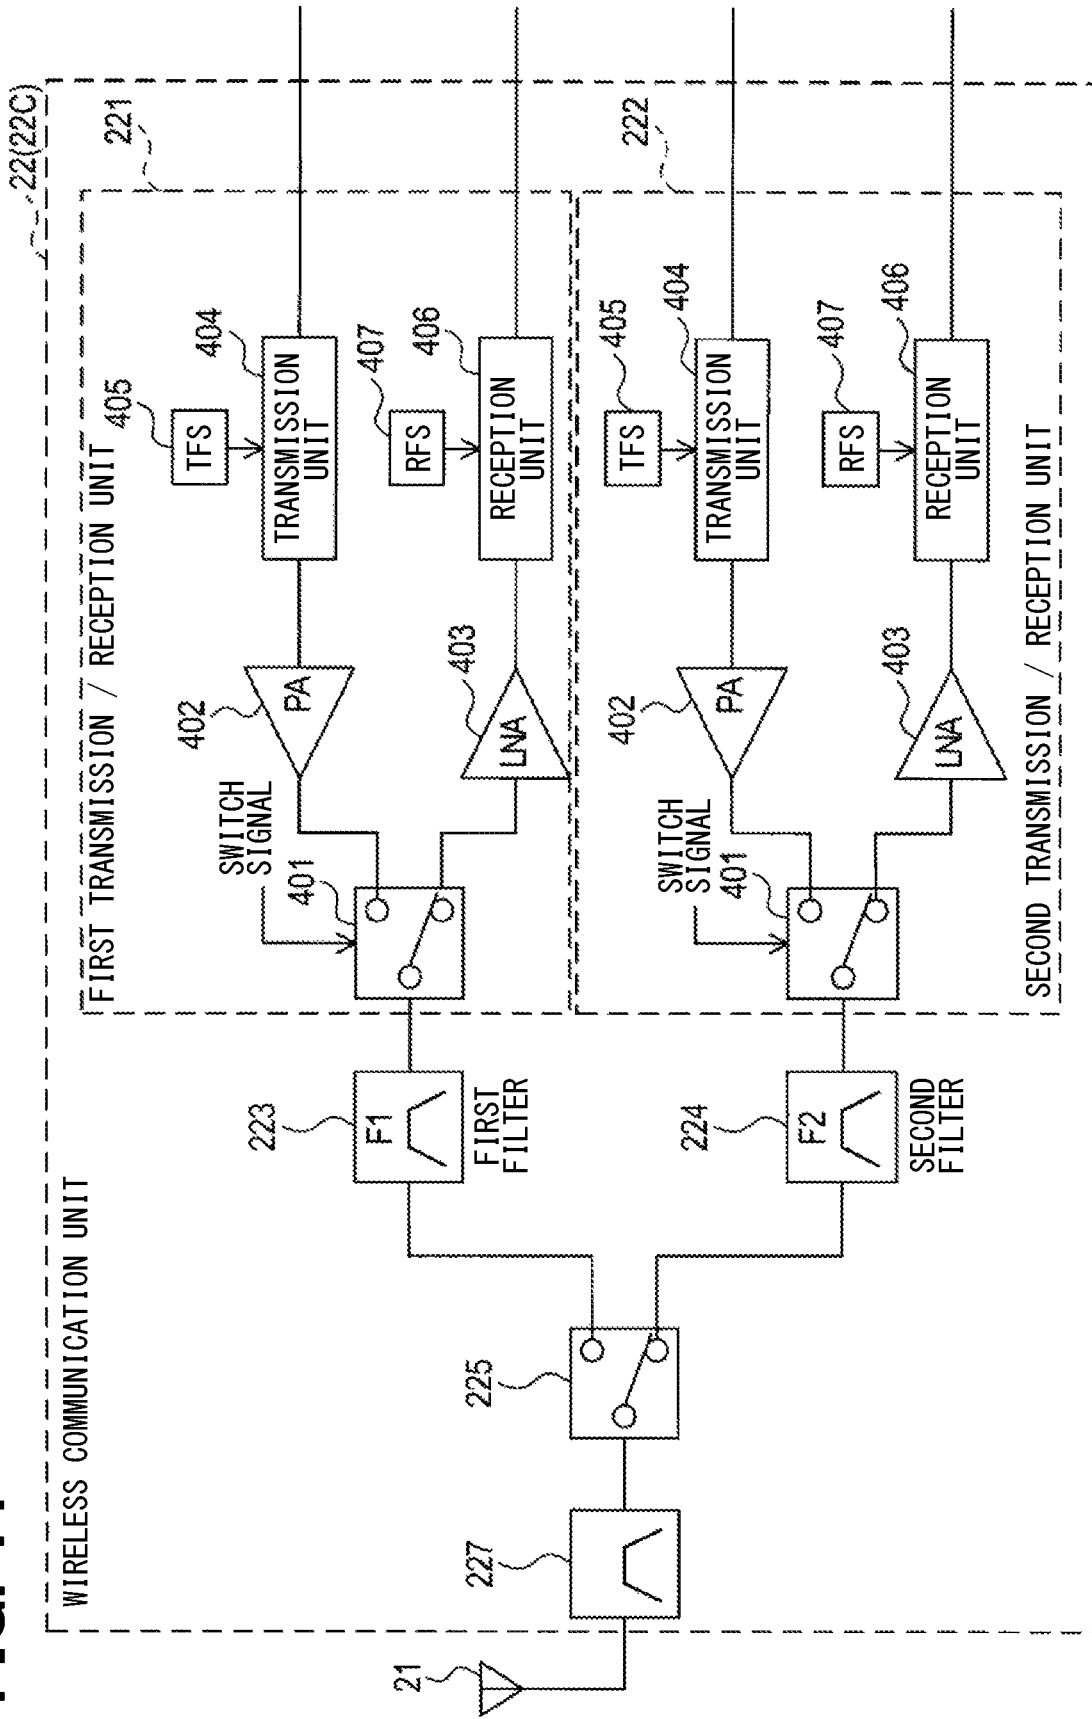 22(22C)
WIRELESS COMMUNICATION UNIT
221
FIRST TRANSMISSION / RECEPTION UNIT
405
TFS
404
TRANSMISSION
UNIT
402
PA
SWITCH
SIGNAL
401
407
RFS
406
RECEPTION
UNIT
403
LNA
223
F1
FIRST
FILTER
21
227
225
222
405
TFS
404
TRANSMISSION
UNIT
402
PA
SWITCH
SIGNAL
401
407
RFS
406
RECEPTION
UNIT
403
LNA
224
F2
SECOND
FILTER
SECOND TRANSMISSION / RECEPTION UNIT